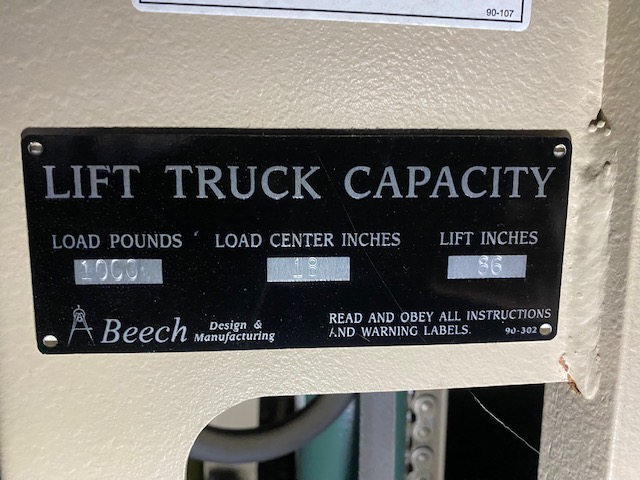 90-107
LIFT TRUCK CAPACITY
LOAD POUNDS LOAD CENTER INCHES LIFT INCHES
1000 18 86
Beech Design & Manufacturing
READ AND OBEY ALL INSTRUCTIONS
AND WARNING LABELS. 90-302